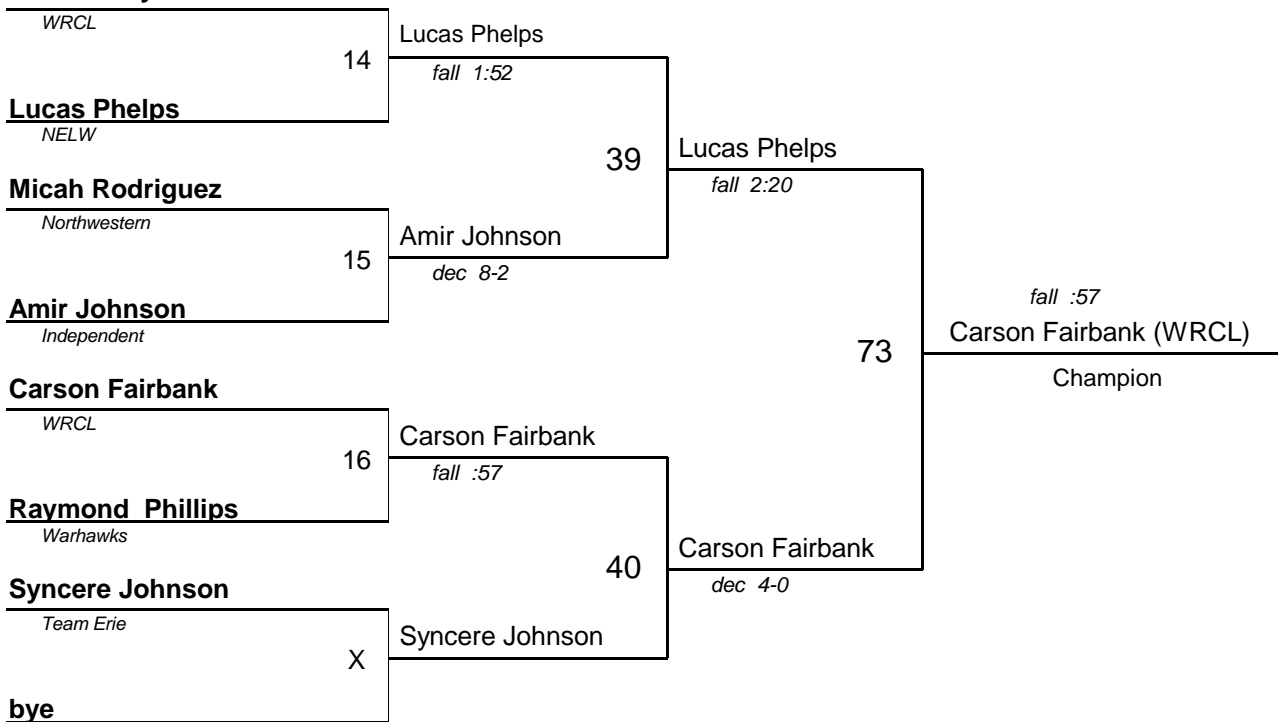 WRCL
Lucas Phelps
14
fall 1:52
Lucas Phelps
NELW
39
Lucas Phelps
fall 2:20
Micah Rodriguez
Northwestern
Amir Johnson
15
dec 8-2
Amir Johnson
Independent
fall :57
Carson Fairbank (WRCL)
73
Champion
Carson Fairbank
WRCL
Carson Fairbank
16
fall :57
Raymond Phillips
Warhawks
40
Carson Fairbank
dec 4-0
Syncere Johnson
Team Erie
Syncere Johnson
X
bye